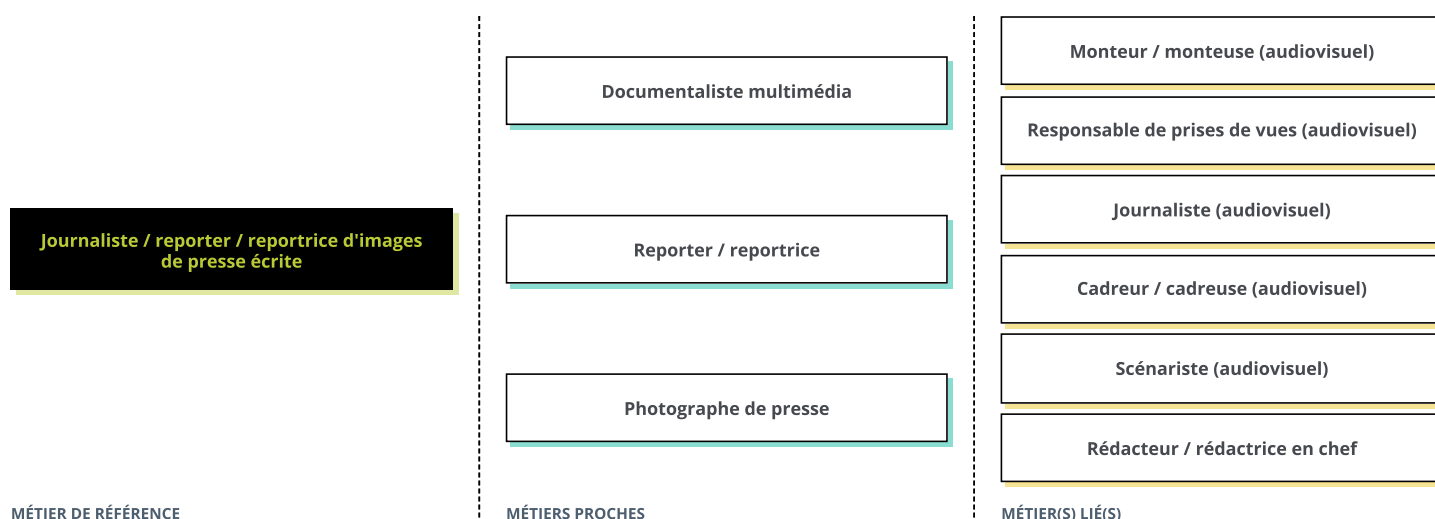 Journaliste / reporter / reportrice d'images
de presse écrite
MÉTIER DE RÉFÉRENCE
Documentaliste multimédia
Reporter / reportrice
Photographe de presse
MÉTIERS PROCHES
Monteur / monteuse (audiovisuel)
Responsable de prises de vues (audiovisuel)
Journaliste (audiovisuel)
Cadreur / cadreuse (audiovisuel)
Scénariste (audiovisuel)
Rédacteur / rédactrice en chef
MÉTIER(S) LIÉ(S)